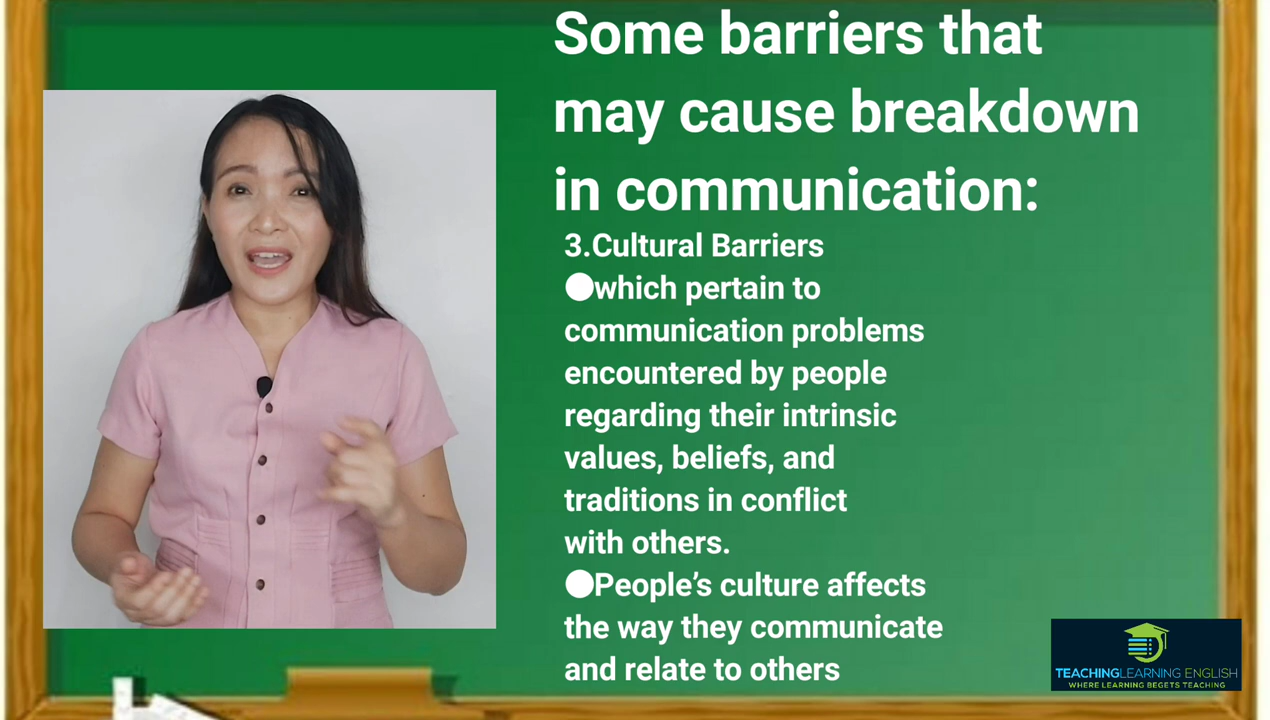 Some barriers that
may cause breakdown
in communication:
3.Cultural Barriers
●which pertain to
communication problems
encountered by people
regarding their intrinsic
values, beliefs, and
traditions in conflict
with others.
●People’s culture affects
the way they communicate
and relate to others
TEACHINGLEARNING ENGLISH
WHERE LEARNING BEGETS TEACHING